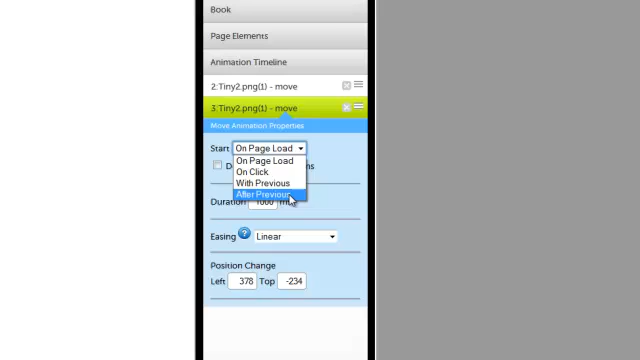 Book
Page Elements
Animation Timeline
2:Tiny2.png(1) - move
3:Tiny2.png(1) - move
Move Animation Properties
Start On Page Load
On Page Load
On Click
With Previous
After Previous
Duration 1000
Easing ? Linear
Position Change
Left 378 Top -234